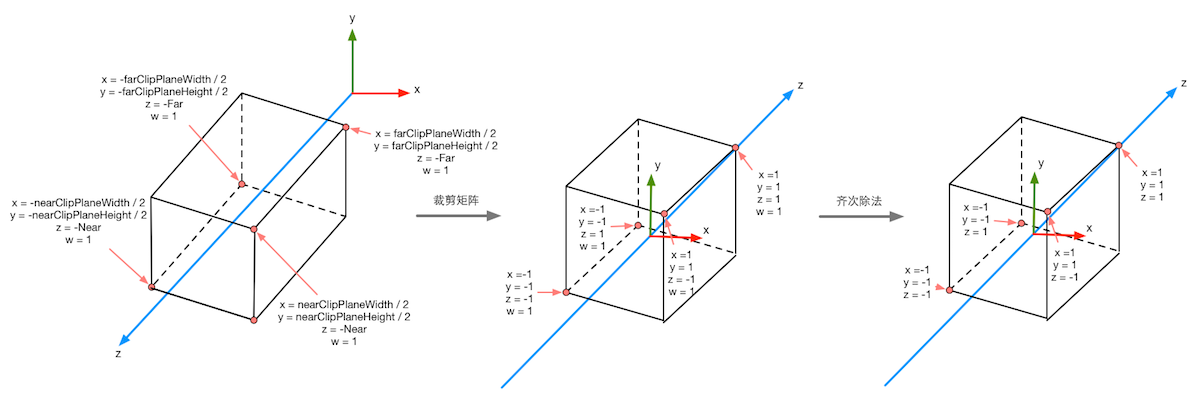 y
x
x = -farClipPlaneWidth / 2
y = -farClipPlaneHeight / 2
z = -Far
w = 1
x = farClipPlaneWidth / 2
y = farClipPlaneHeight / 2
z = -Far
w = 1
x = -nearClipPlaneWidth / 2
y = -nearClipPlaneHeight / 2
z = -Near
w = 1
x = nearClipPlaneWidth / 2
y = nearClipPlaneHeight / 2
z = -Near
w = 1
z
裁剪矩阵
z
y
x
x =1
y = 1
z = 1
w = 1
x =-1
y = -1
z = 1
w = 1
x =1
y = 1
z = -1
w = 1
x =-1
y = -1
z = -1
w = 1
齐次除法
z
y
x
x =1
y = 1
z = 1
x =-1
y = -1
z = 1
x =1
y = 1
z = -1
x =-1
y = -1
z = -1